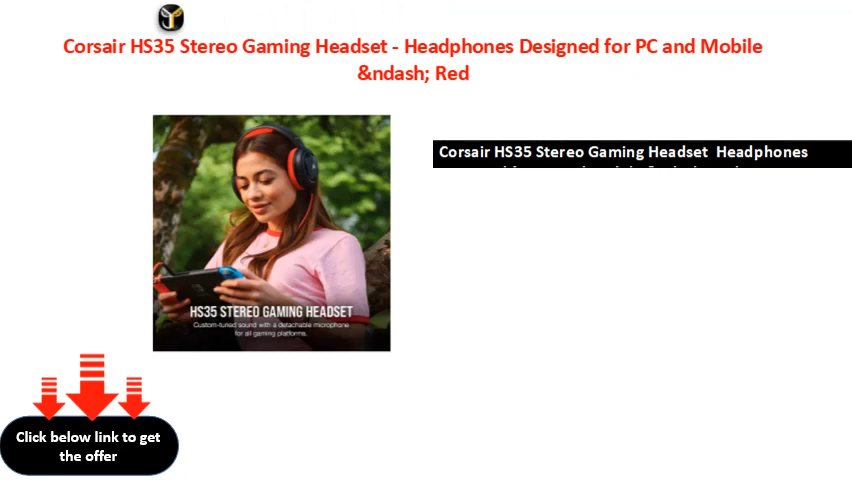 Corsair HS35 Stereo Gaming Headset - Headphones Designed for PC and Mobile
&ndash; Red
Corsair HS35 Stereo Gaming Headset Headphones
HS35 STEREO GAMING HEADSET
Custom-tuned sound with a detachable microphone
for all gaming platforms.
Click below link to get
the offer